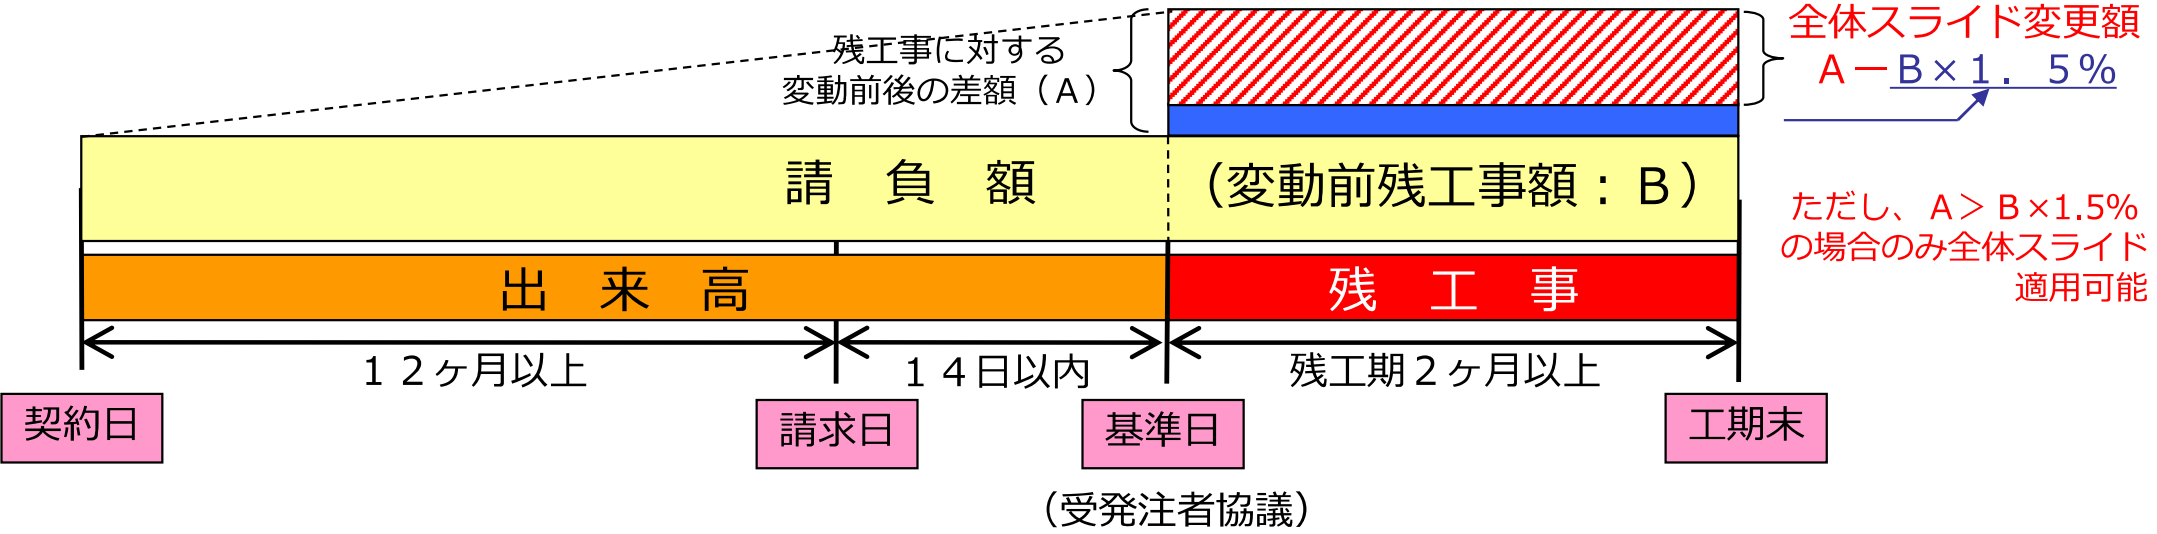 残工事に対する
変動前後の差額（Ａ）
全体スライド変更額
Ａ－Ｂ×１．５％
請　負　額　（変動前残工事額：Ｂ）
ただし、Ａ＞Ｂ×1.5%
の場合のみ全体スライド
適用可能
出　来　高
残　工　事
１２ヶ月以上
１４日以内
残工期２ヶ月以上
契約日
請求日
基準日
工期末
（受発注者協議）